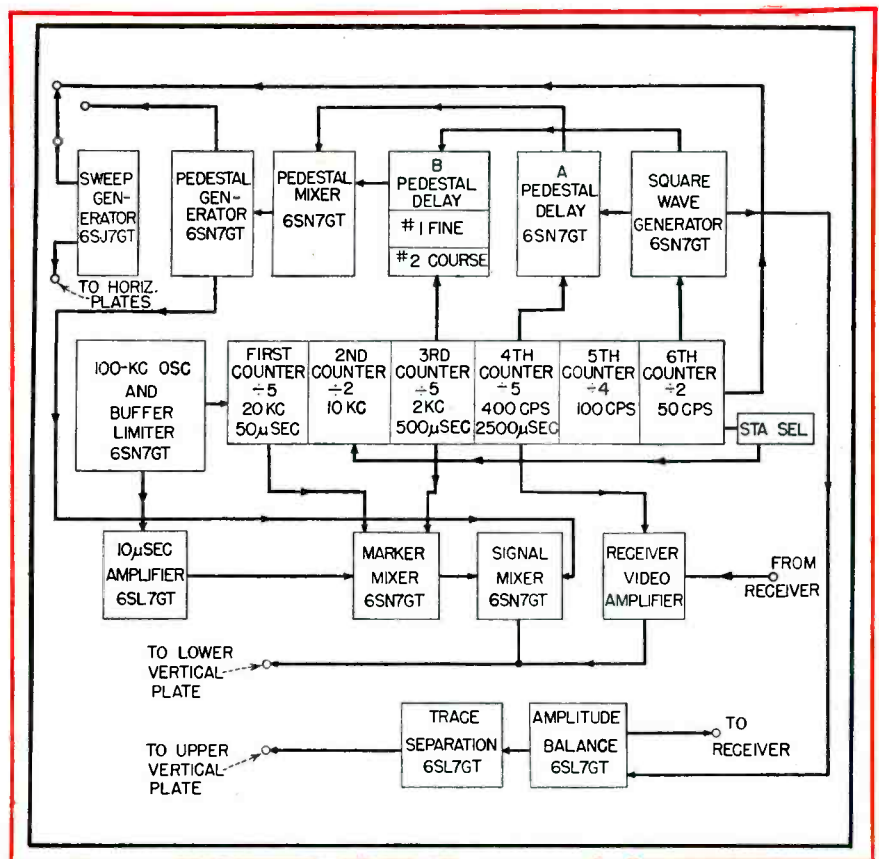 SWEEP
GEN-
ERATOR
6SJ7GT
PEDESTAL
GEN-
ERATOR
6SN7GT
PEDESTAL
MIXER
6SN7GT
B
PEDESTAL
DELAY
#1 FINE
#2 COURSE
A
PEDESTAL
DELAY
6SN7GT
SQUARE
WAVE
GENERATOR
6SN7GT
TO HORIZ.
PLATES
100-KC OSC
AND
BUFFER
LIMITER
6SN7GT
FIRST
COUNTER
÷5
20 KC
50µSEC
2ND
COUNTER
÷2
10 KC
3RD
COUNTER
÷5
2KC
500µSEC
4TH
COUNTER
÷5
400 CPS
2500µSEC
5TH
COUNTER
÷4
100 CPS
6TH
COUNTER
÷2
50 CPS
STA SEL
10µSEC
AMPLIFIER
6SL7GT
MARKER
MIXER
6SN7GT
SIGNAL
MIXER
6SN7GT
RECEIVER
VIDEO
AMPLIFIER
FROM
RECEIVER
TO LOWER
VERTICAL
PLATE
TO UPPER
VERTICAL
PLATE
TRACE
SEPARATION
6SL7GT
AMPLITUDE
BALANCE
6SL7GT
TO
RECEIVER